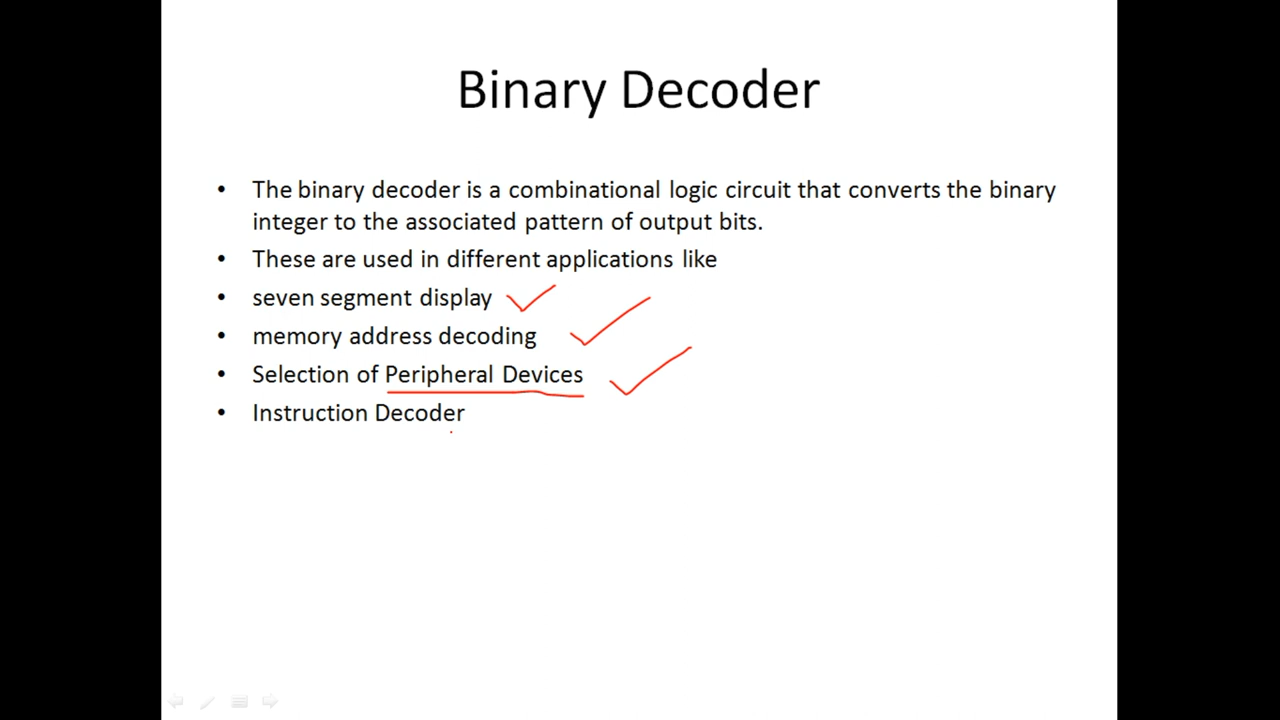 Binary Decoder
• The binary decoder is a combinational logic circuit that converts the binary
integer to the associated pattern of output bits.
• These are used in different applications like
• seven segment display
• memory address decoding
• Selection of Peripheral Devices
• Instruction Decoder